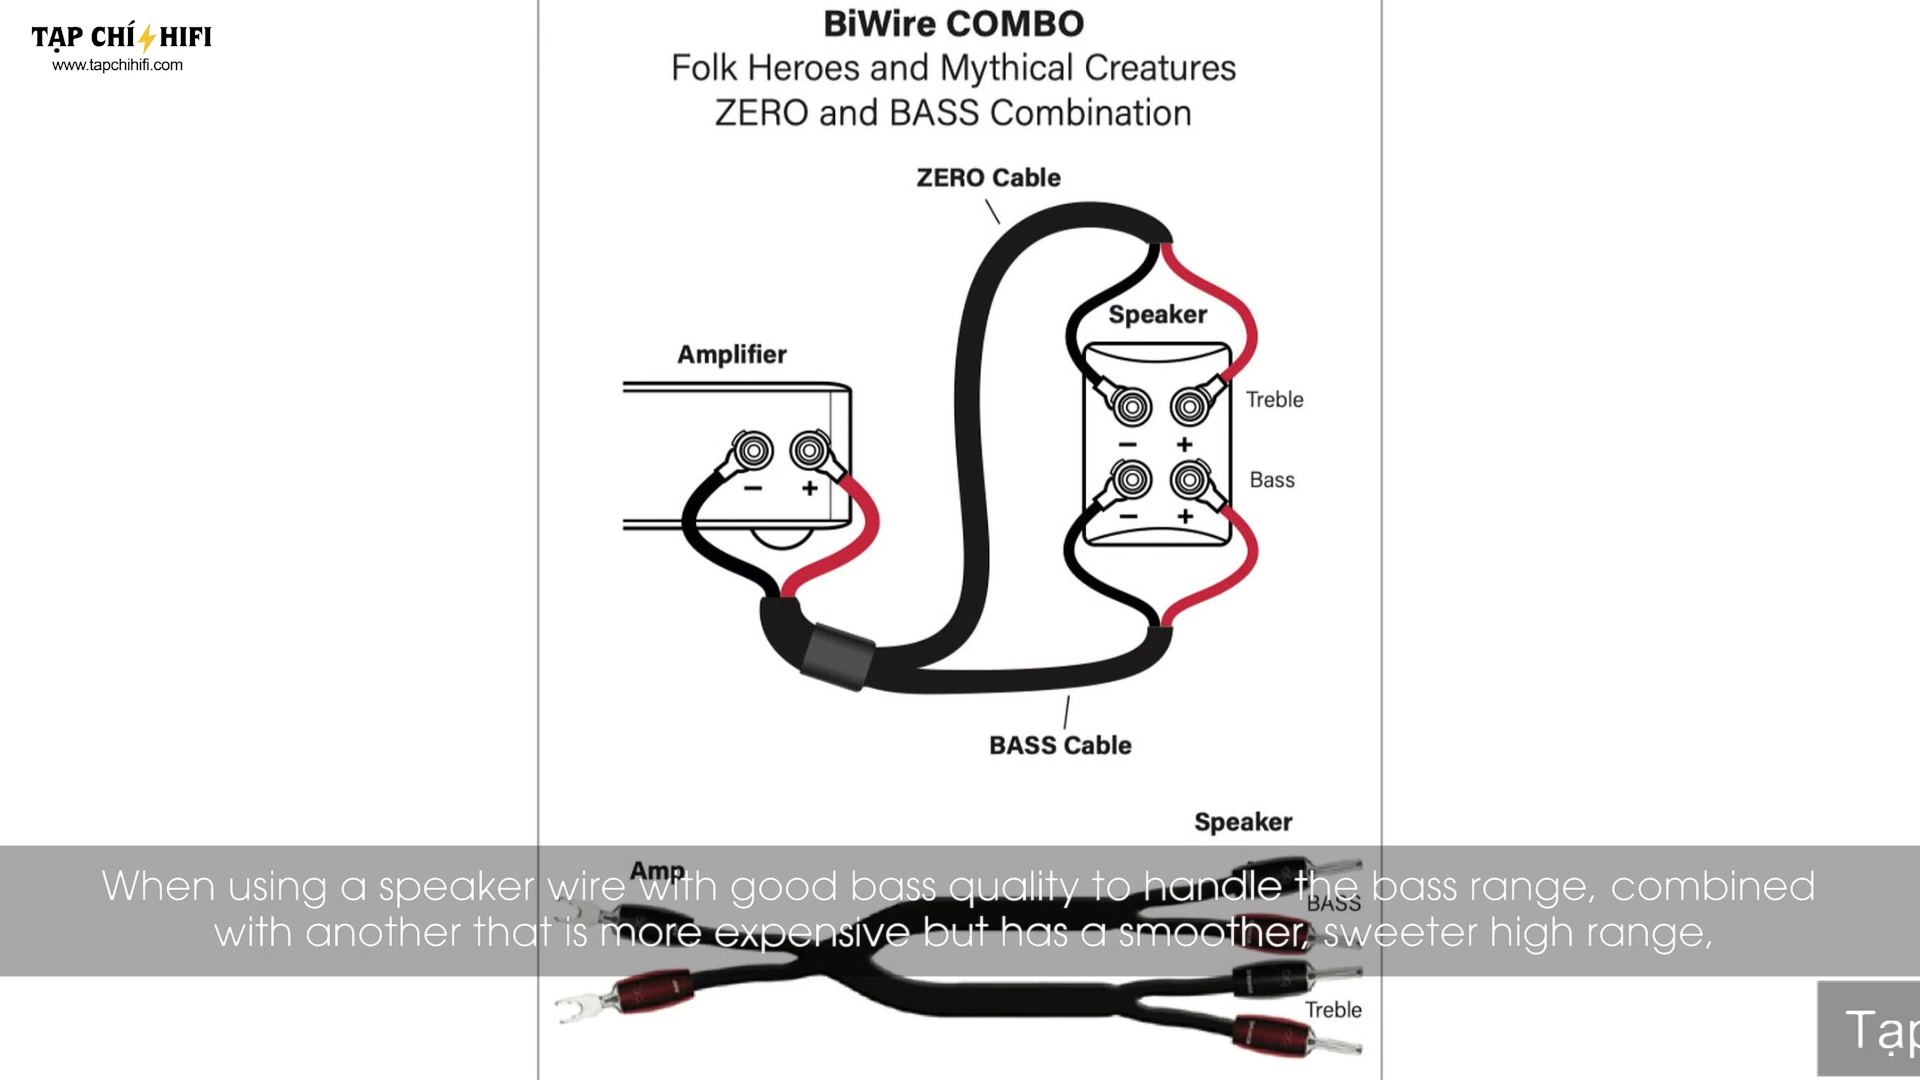 TẠP CHÍ HIFI
www.tapchihifi.com
BiWire COMBO
Folk Heroes and Mythical Creatures
ZERO and BASS Combination
ZERO Cable
Speaker
Amplifier
Treble
− +
− +
Bass
− +
BASS Cable
Speaker
Amp
When using a speaker wire with good bass quality to handle the bass range, combined
BASS
with another that is more expensive but has a smoother, sweeter high range,
Treble
Tạp